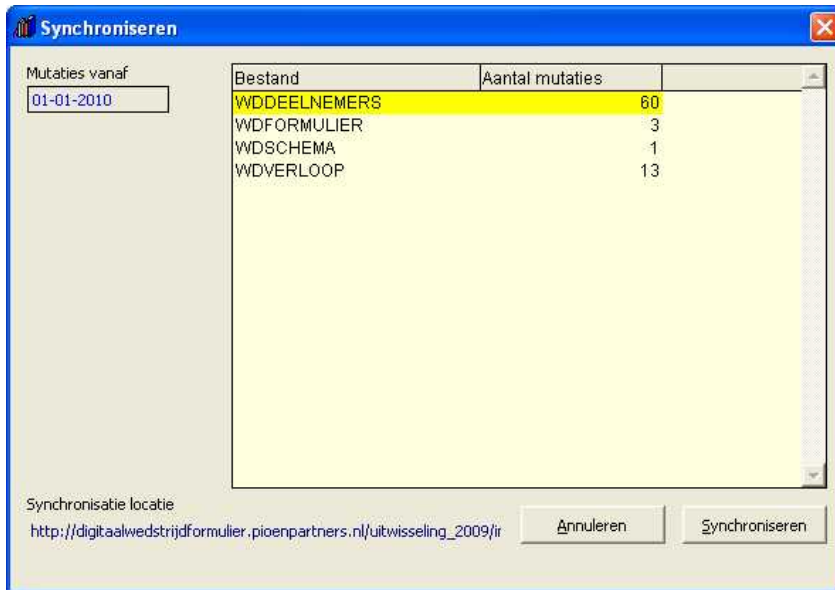 Synchroniseren
Mutaties vanaf
01-01-2010
Bestand Aantal mutaties
WDDEELNEMERS 60
WDFORMULIER 3
WDSCHEMA 1
WDVERLOOP 13
Synchronisatie locatie
http://digitaalwedstrijdformulier.pioenpartners.nl/uitwisseling_2009/ir
Annuleren
Synchroniseren